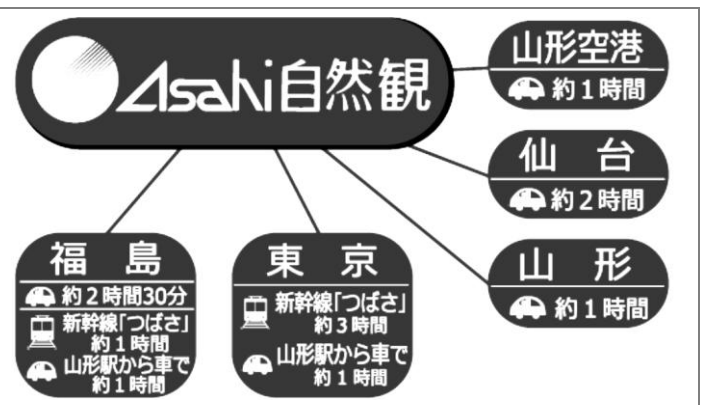 Asahi自然観
山形空港
約1時間
仙台
約2時間
山形
約1時間
福島
約2時間30分
新幹線「つばさ」
約1時間
山形駅から車で
約1時間
東京
新幹線「つばさ」
約3時間
山形駅から車で
約1時間